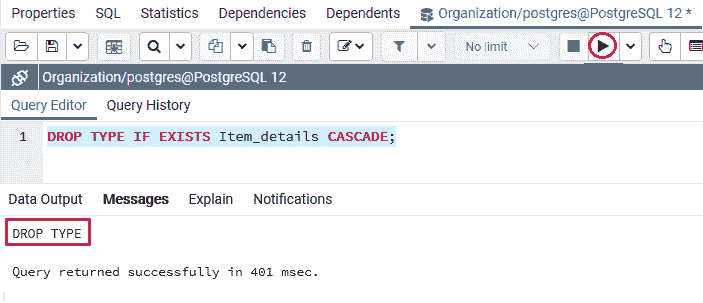 Properties SQL Statistics Dependencies Dependents Organization/postgres@PostgreSQL 12 *
No limit
Organization/postgres@PostgreSQL 12
Query Editor Query History
1 DROP TYPE IF EXISTS Item_details CASCADE;
Data Output Messages Explain Notifications
DROP TYPE
Query returned successfully in 401 msec.